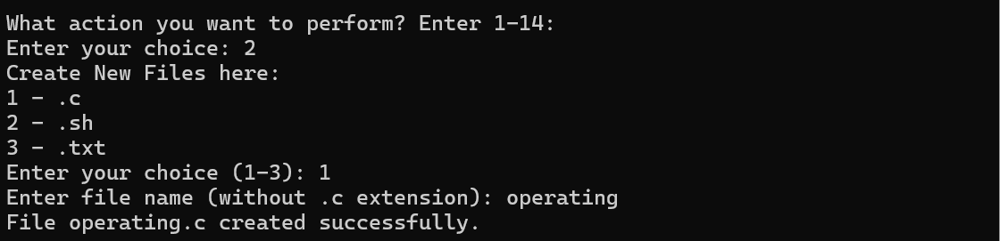 What action you want to perform? Enter 1-14:
Enter your choice: 2
Create New Files here:
1 - .c
2 - .sh
3 - .txt
Enter your choice (1-3): 1
Enter file name (without .c extension): operating
File operating.c created successfully.